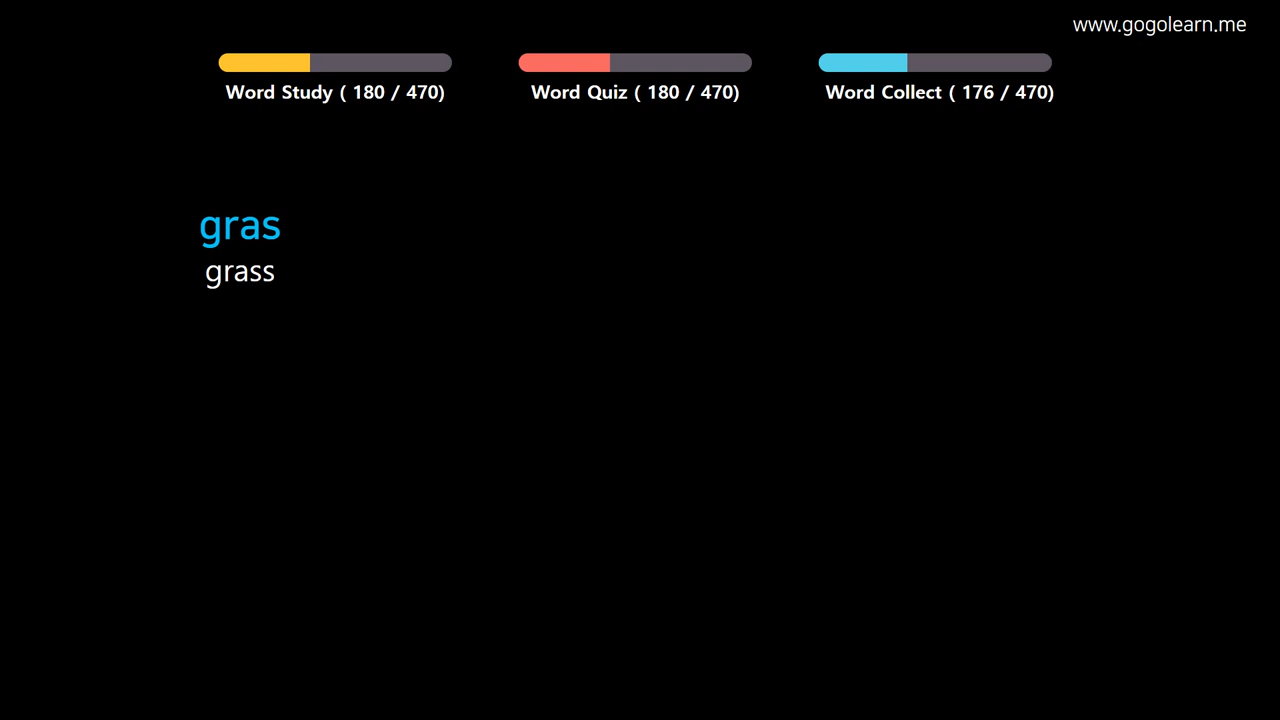 www.gogolearn.me
Word Study ( 180 / 470)
Word Quiz ( 180 / 470)
Word Collect ( 176 / 470)
gras
grass